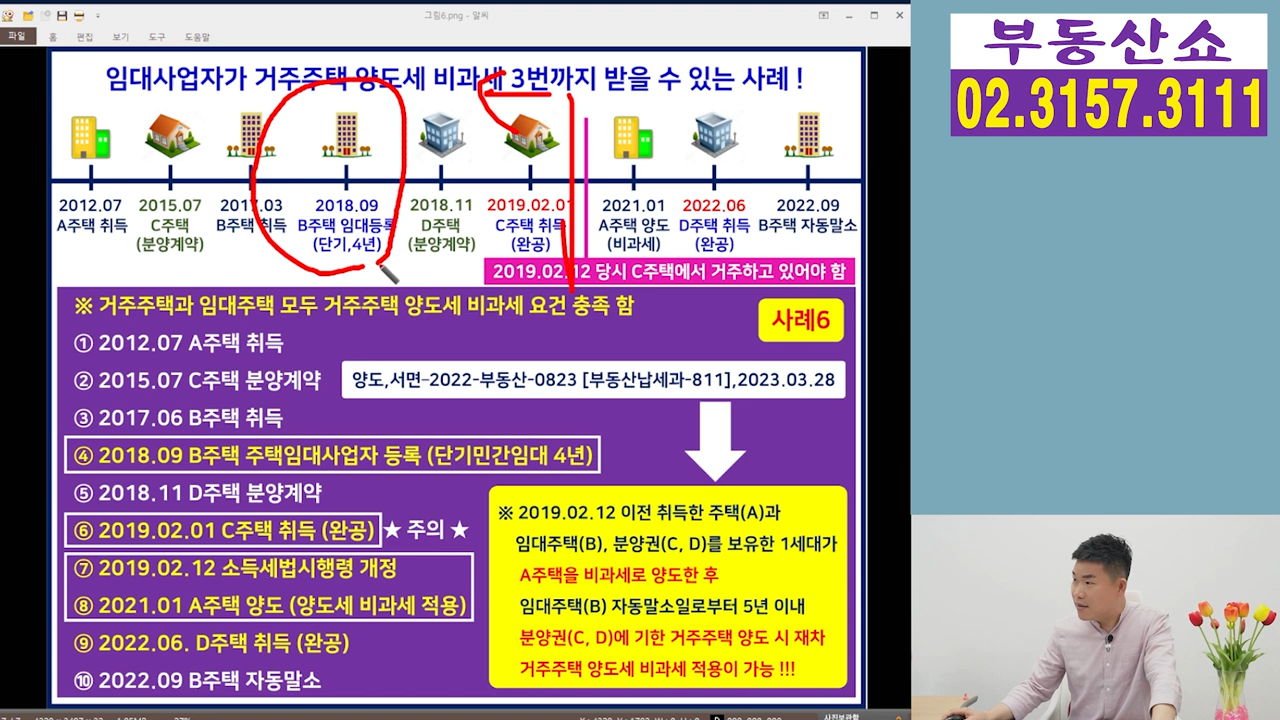 그림6.png - 알씨
파일 홈 편집 보기 도구 도움말
부동산쇼
02.3157.3111
임대사업자가 거주주택 양도세 비과세 3번까지 받을 수 있는 사례 !
2012.07
A주택 취득
2015.07
C주택
(분양계약)
2017.03
B주택 취득
2018.09
B주택 임대등록
(단기,4년)
2018.11
D주택
(분양계약)
2019.02.01
C주택 취득
(완공)
2021.01
A주택 양도
(비과세)
2022.06
D주택 취득
(완공)
2022.09
B주택 자동말소
2019.02.12 당시 C주택에서 거주하고 있어야 함
※ 거주주택과 임대주택 모두 거주주택 양도세 비과세 요건 충족 함
사례6
① 2012.07 A주택 취득
② 2015.07 C주택 분양계약
양도,서면–2022-부동산-0823 [부동산납세과-811],2023.03.28
③ 2017.06 B주택 취득
④ 2018.09 B주택 주택임대사업자 등록 (단기민간임대 4년)
⑤ 2018.11 D주택 분양계약
⑥ 2019.02.01 C주택 취득 (완공) ★ 주의 ★
⑦ 2019.02.12 소득세법시행령 개정
⑧ 2021.01 A주택 양도 (양도세 비과세 적용)
⑨ 2022.06. D주택 취득 (완공)
⑩ 2022.09 B주택 자동말소
※ 2019.02.12 이전 취득한 주택(A)과
임대주택(B), 분양권(C, D)를 보유한 1세대가
A주택을 비과세로 양도한 후
임대주택(B) 자동말소일로부터 5년 이내
분양권(C, D)에 기한 거주주택 양도 시 재차
거주주택 양도세 비과세 적용이 가능 !!!